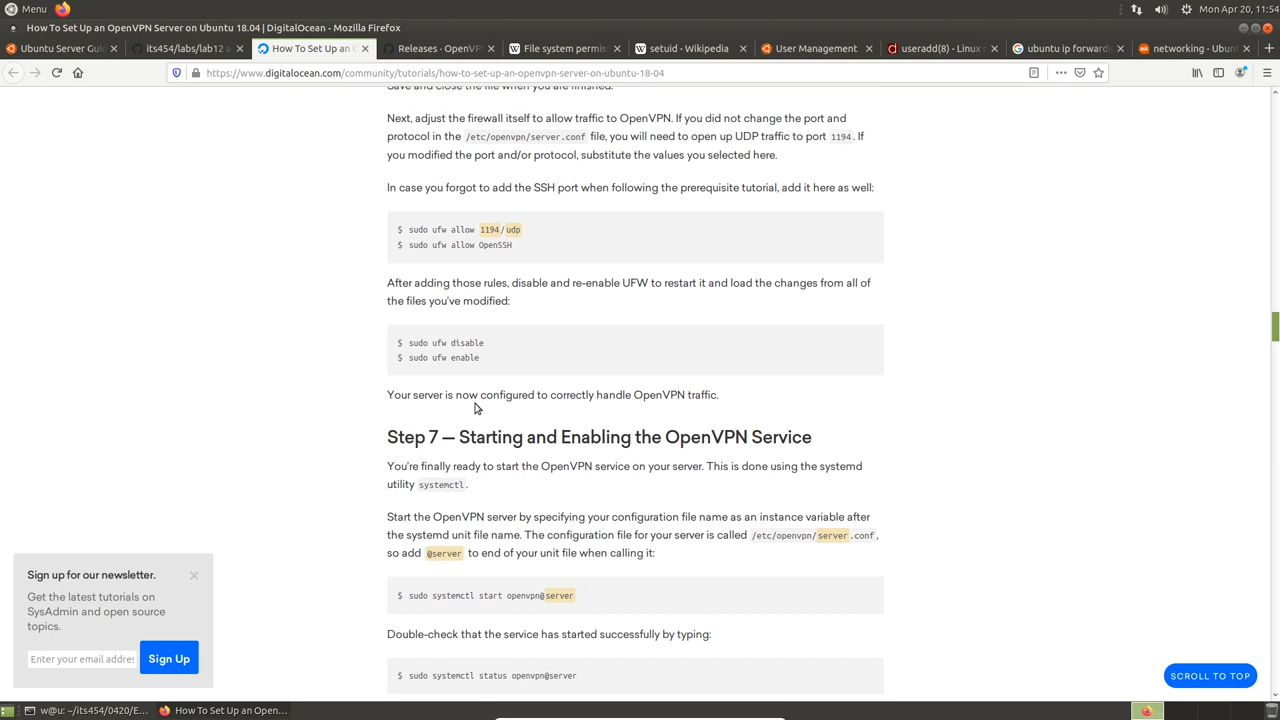 Menu
Mon Apr 20, 11:54
How To Set Up an OpenVPN Server on Ubuntu 18.04 | DigitalOcean - Mozilla Firefox
Ubuntu Server Gui
its454/labs/lab12 a
How To Set Up an O
Releases - OpenVP
File system permis
setuid - Wikipedia
User Management
useradd(8) - Linux m
ubuntu ip forwardi
networking - Ubunt
https://www.digitalocean.com/community/tutorials/how-to-set-up-an-openvpn-server-on-ubuntu-18-04
Save and close the file when you are finished.
Next, adjust the firewall itself to allow traffic to OpenVPN. If you did not change the port and
protocol in the /etc/openvpn/server.conf file, you will need to open up UDP traffic to port 1194. If
you modified the port and/or protocol, substitute the values you selected here.
In case you forgot to add the SSH port when following the prerequisite tutorial, add it here as well:
$ sudo ufw allow 1194/udp
$ sudo ufw allow OpenSSH
After adding those rules, disable and re-enable UFW to restart it and load the changes from all of
the files you've modified:
$ sudo ufw disable
$ sudo ufw enable
Your server is now configured to correctly handle OpenVPN traffic.
Step 7 — Starting and Enabling the OpenVPN Service
You're finally ready to start the OpenVPN service on your server. This is done using the systemd
utility systemctl.
Start the OpenVPN server by specifying your configuration file name as an instance variable after
the systemd unit file name. The configuration file for your server is called /etc/openvpn/server.conf,
so add @server to end of your unit file when calling it:
$ sudo systemctl start openvpn@server
Double-check that the service has started successfully by typing:
$ sudo systemctl status openvpn@server
Sign up for our newsletter.
Get the latest tutorials on
SysAdmin and open source
topics.
Enter your email addres
Sign Up
SCROLL TO TOP
w@u: ~/its454/0420/E...
How To Set Up an Open...